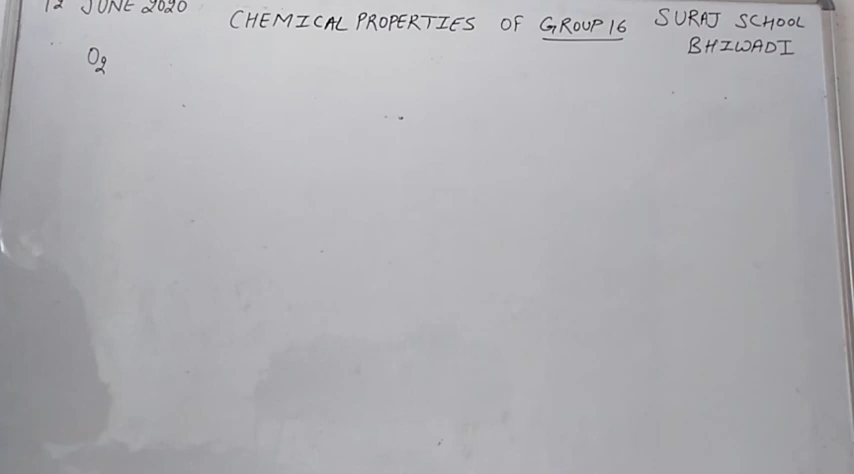 12 JUNE 2020
CHEMICAL PROPERTIES OF GROUP 16
SURAJ SCHOOL
BHIWADI
O₂